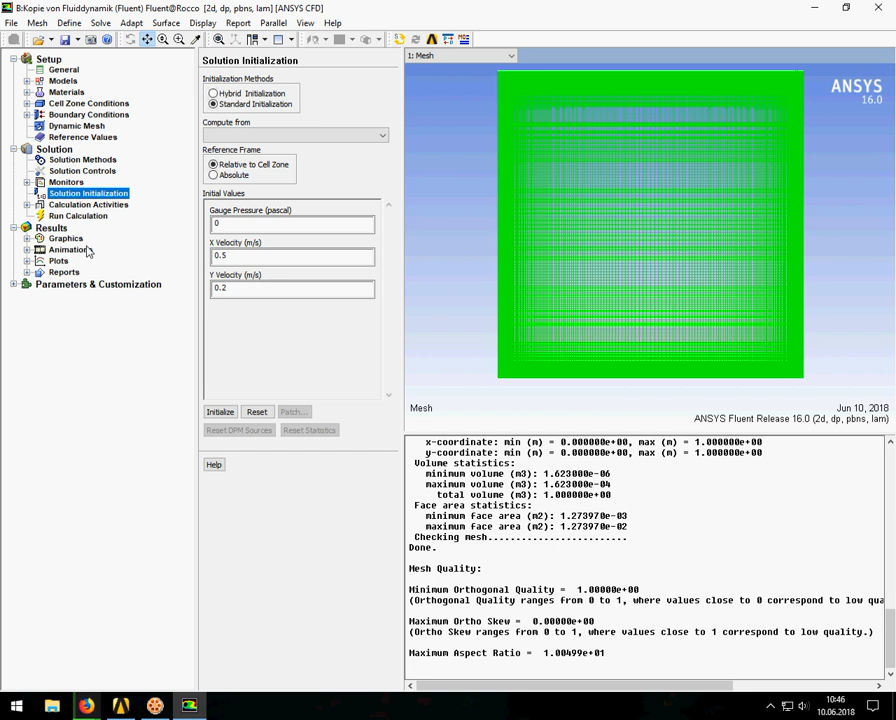 B:Kopie von Fluiddynamik (Fluent) Fluent@Rocco [2d, dp, pbns, lam] [ANSYS CFD]
File Mesh Define Solve Adapt Surface Display Report Parallel View Help
Setup
General
Models
Materials
Cell Zone Conditions
Boundary Conditions
Dynamic Mesh
Reference Values
Solution
Solution Methods
Solution Controls
Monitors
Solution Initialization
Calculation Activities
Run Calculation
Results
Graphics
Animations
Plots
Reports
Parameters & Customization
Solution Initialization
Initialization Methods
Hybrid Initialization
Standard Initialization
Compute from
Reference Frame
Relative to Cell Zone
Absolute
Initial Values
Gauge Pressure (pascal)
0
X Velocity (m/s)
0.5
Y Velocity (m/s)
0.2
Initialize Reset Patch...
Reset DPM Sources Reset Statistics
Help
1: Mesh
ANSYS
16.0
Mesh
Jun 10, 2018
ANSYS Fluent Release 16.0 (2d, dp, pbns, lam)
x-coordinate: min (m) = 0.000000e+00, max (m) = 1.000000e+00
y-coordinate: min (m) = 0.000000e+00, max (m) = 1.000000e+00
Volume statistics:
minimum volume (m3): 1.623000e-06
maximum volume (m3): 1.623000e-04
total volume (m3): 1.000000e+00
Face area statistics:
minimum face area (m2): 1.273970e-03
maximum face area (m2): 1.273970e-02
Checking mesh.........................
Done.
Mesh Quality:
Minimum Orthogonal Quality = 1.00000e+00
(Orthogonal Quality ranges from 0 to 1, where values close to 0 correspond to low qua
Maximum Ortho Skew = 0.00000e+00
(Ortho Skew ranges from 0 to 1, where values close to 1 correspond to low quality.)
Maximum Aspect Ratio = 1.00499e+01
10:46
10.06.2018